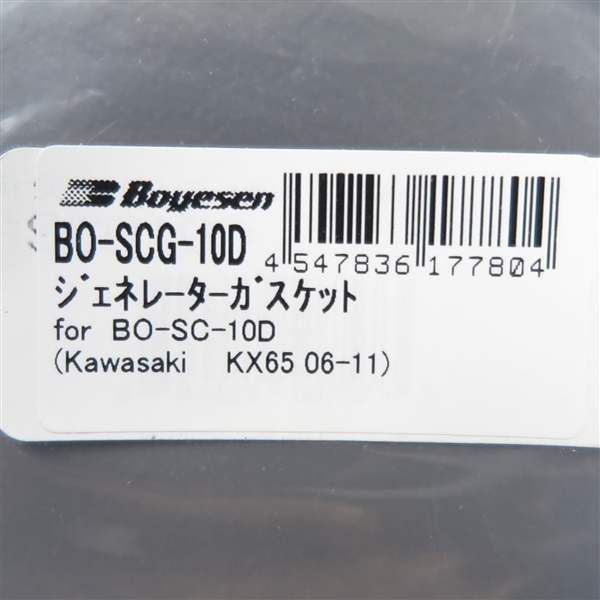 Boyesen
BO-SCG-10D
4 547836 177804
ジェネレーターガスケット
for BO-SC-10D
(Kawasaki KX65 06-11)